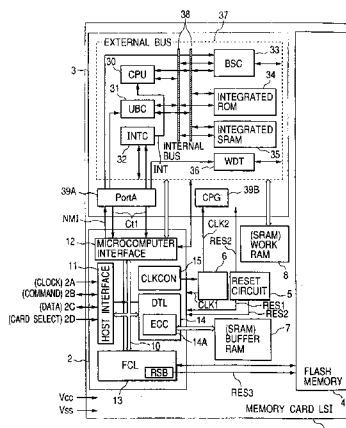 38
37
EXTERNAL BUS
33
30
BSC
3
CPU
34
31
INTEGRATED
ROM
UBC
INTC
INTERNAL
BUS
INTEGRATED
SRAM
35
32
INT
36
WDT
39A
PortA
CPG
39B
NMI
Ct1
CLK2
RES2
12
MICROCOMPUTER
INTERFACE
(SRAM)
WORK
RAM
15
6
11
8
(CLOCK) 2A
(COMMAND) 2B
(DATA) 2C
(CARD SELECT) 2D
HOST INTERFACE
CLKCON
RESET
CIRCUIT
5
CLK1
RES1
RES2
DTL
14
ECC
14A
7
(SRAM)
BUFFER
RAM
2
10
FCL
RSB
13
RES3
FLASH
MEMORY
4
Vcc
Vss
MEMORY CARD LSI